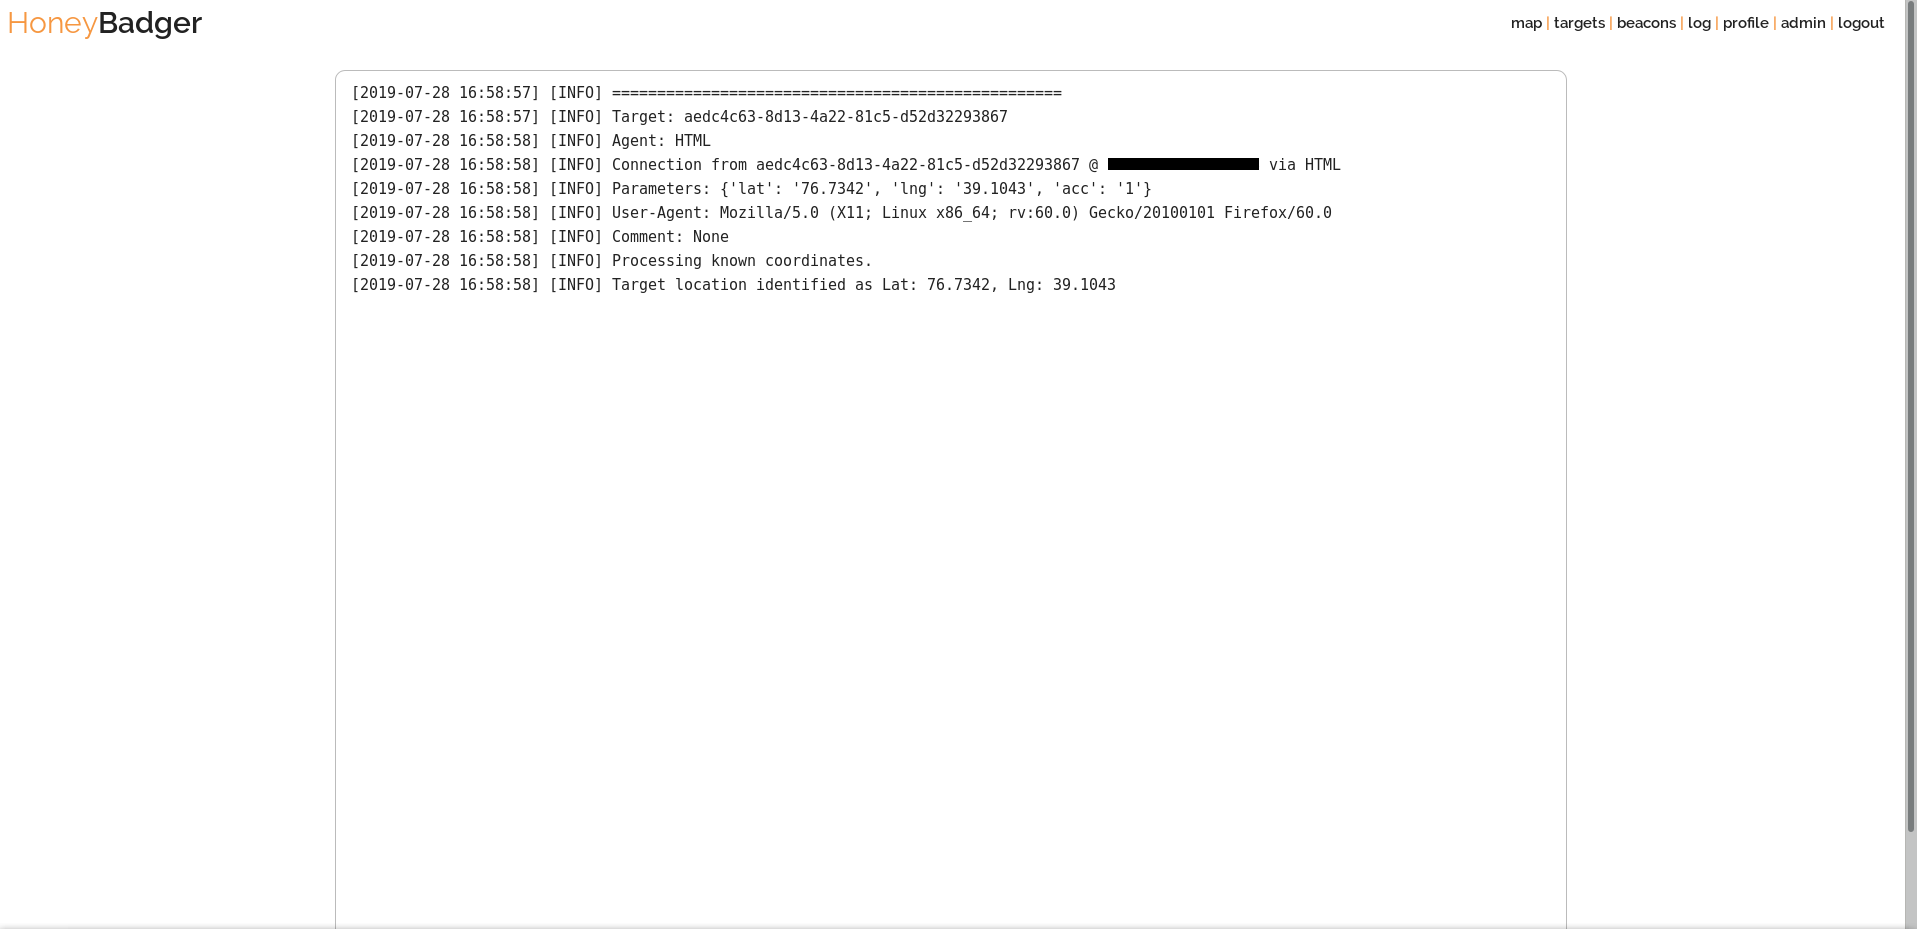 HoneyBadger
map | targets | beacons | log | profile | admin | logout
[2019-07-28 16:58:57] [INFO] ==================================================
[2019-07-28 16:58:57] [INFO] Target: aedc4c63-8d13-4a22-81c5-d52d32293867
[2019-07-28 16:58:58] [INFO] Agent: HTML
[2019-07-28 16:58:58] [INFO] Connection from aedc4c63-8d13-4a22-81c5-d52d32293867 @ via HTML
[2019-07-28 16:58:58] [INFO] Parameters: {'lat': '76.7342', 'lng': '39.1043', 'acc': '1'}
[2019-07-28 16:58:58] [INFO] User-Agent: Mozilla/5.0 (X11; Linux x86_64; rv:60.0) Gecko/20100101 Firefox/60.0
[2019-07-28 16:58:58] [INFO] Comment: None
[2019-07-28 16:58:58] [INFO] Processing known coordinates.
[2019-07-28 16:58:58] [INFO] Target location identified as Lat: 76.7342, Lng: 39.1043